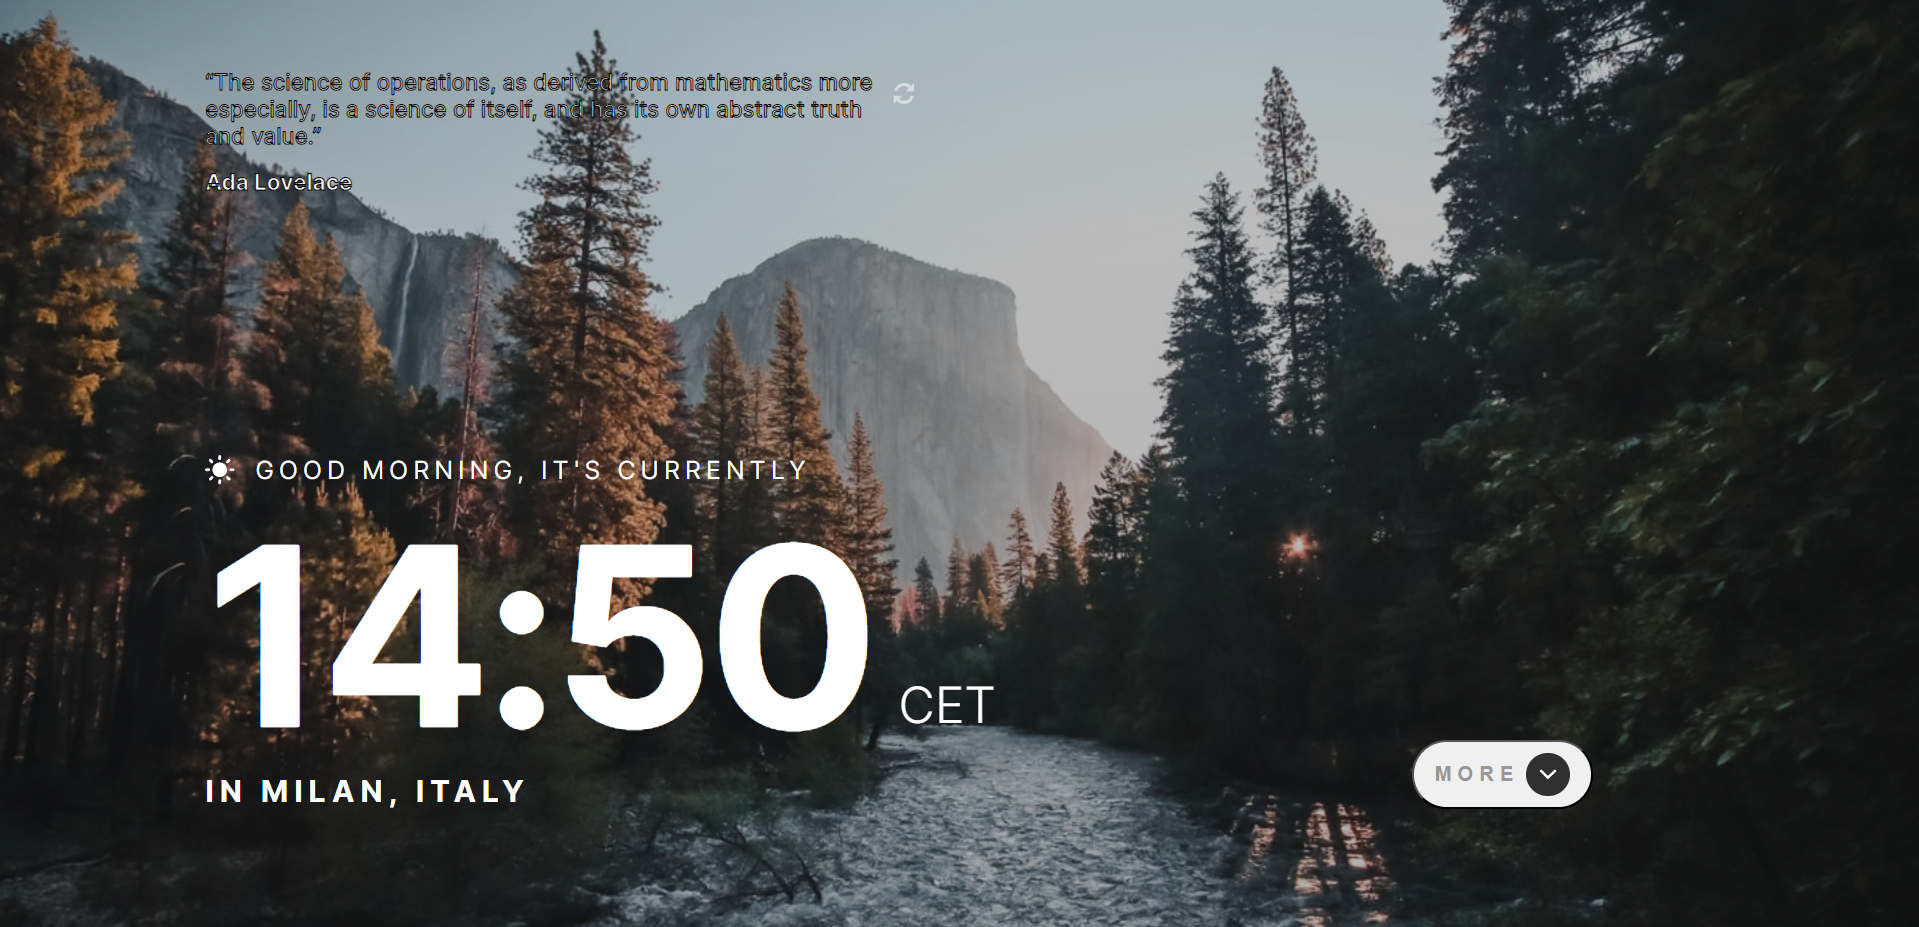 “The science of operations, as derived from mathematics more
especially, is a science of itself, and has its own abstract truth
and value.”
Ada Lovelace
GOOD MORNING, IT'S CURRENTLY
14:50 CET
IN MILAN, ITALY
MORE